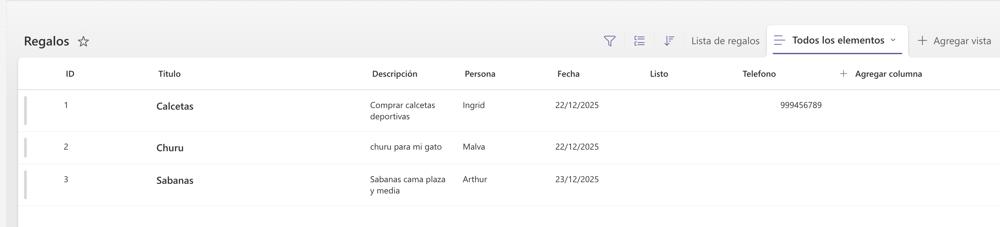 Regalos
Lista de regalos
Todos los elementos
Agregar vista
ID Título Descripción Persona Fecha Listo Telefono Agregar columna
1 Calcetas Comprar calcetas Ingrid 22/12/2025 999456789
deportivas
2 Churu churu para mi gato Malva 22/12/2025
3 Sabanas Sabanas cama plaza Arthur 23/12/2025
y media